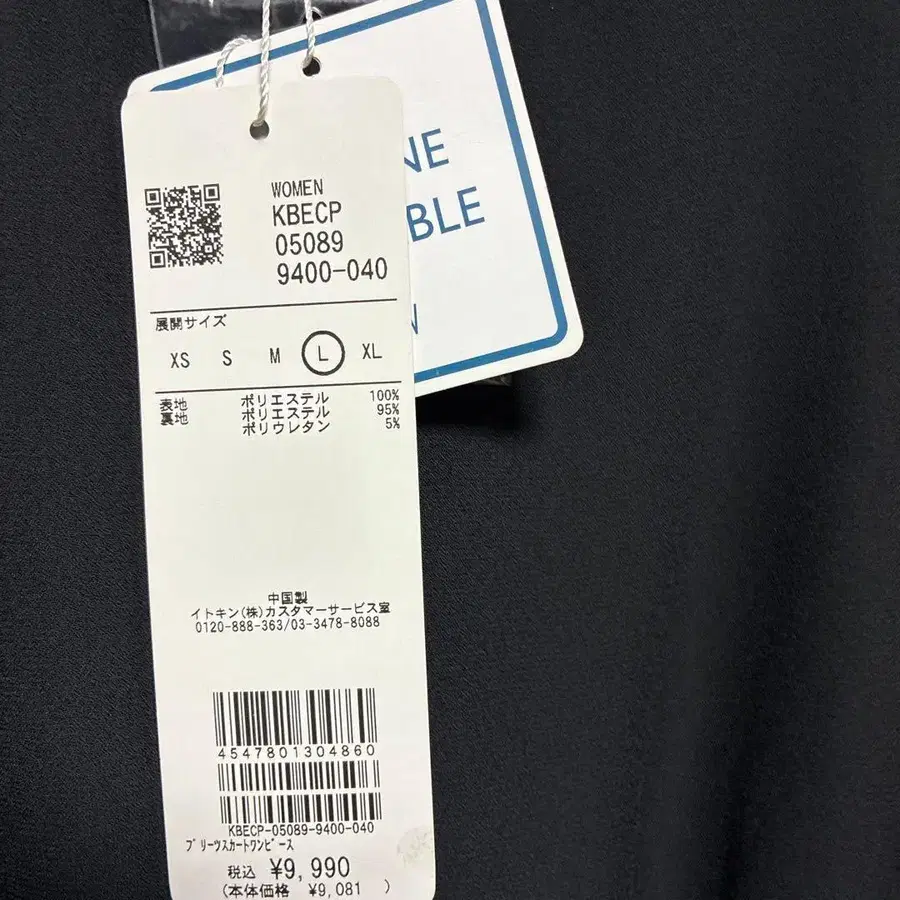 WOMEN
KBECP
05089
9400-040
展開サイズ
XS S M L XL
表地 ポリエステル 100%
裏地 ポリエステル 95%
ポリウレタン 5%
中国製
イトキン(株)カスタマーサービス室
0120-888-363/03-3478-8088
4547801304860
KBECP-05089-9400-040
プリーツスカートワンピース
税込 ¥9,990
(本体価格 ¥9,081 )
NE
BLE
N